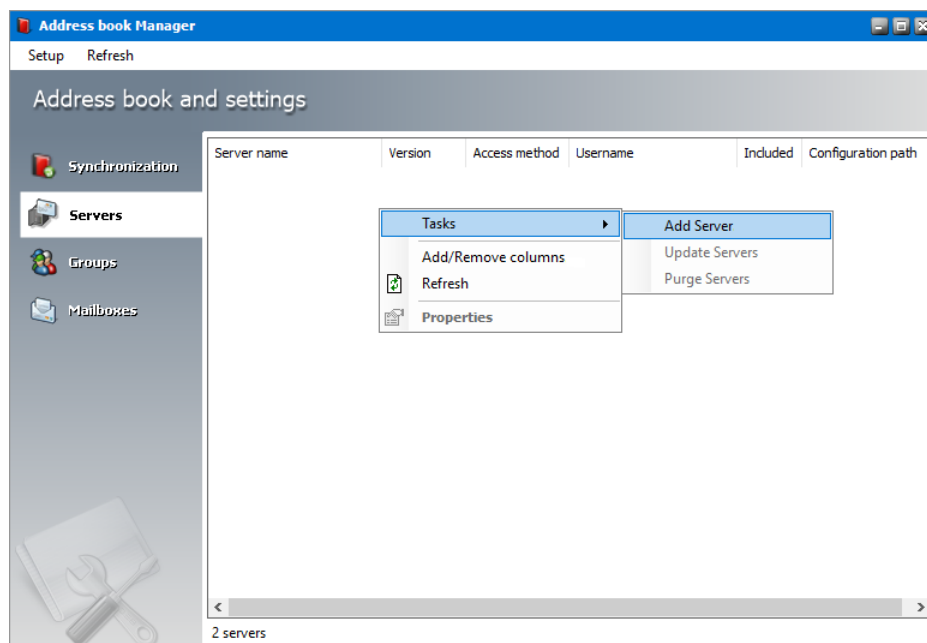 Address book Manager
Setup Refresh
Address book and settings
Synchronization
Servers
Groups
Mailboxes
Server name Version Access method Username Included Configuration path
Tasks
Add/Remove columns
Refresh
Properties
Add Server
Update Servers
Purge Servers
2 servers